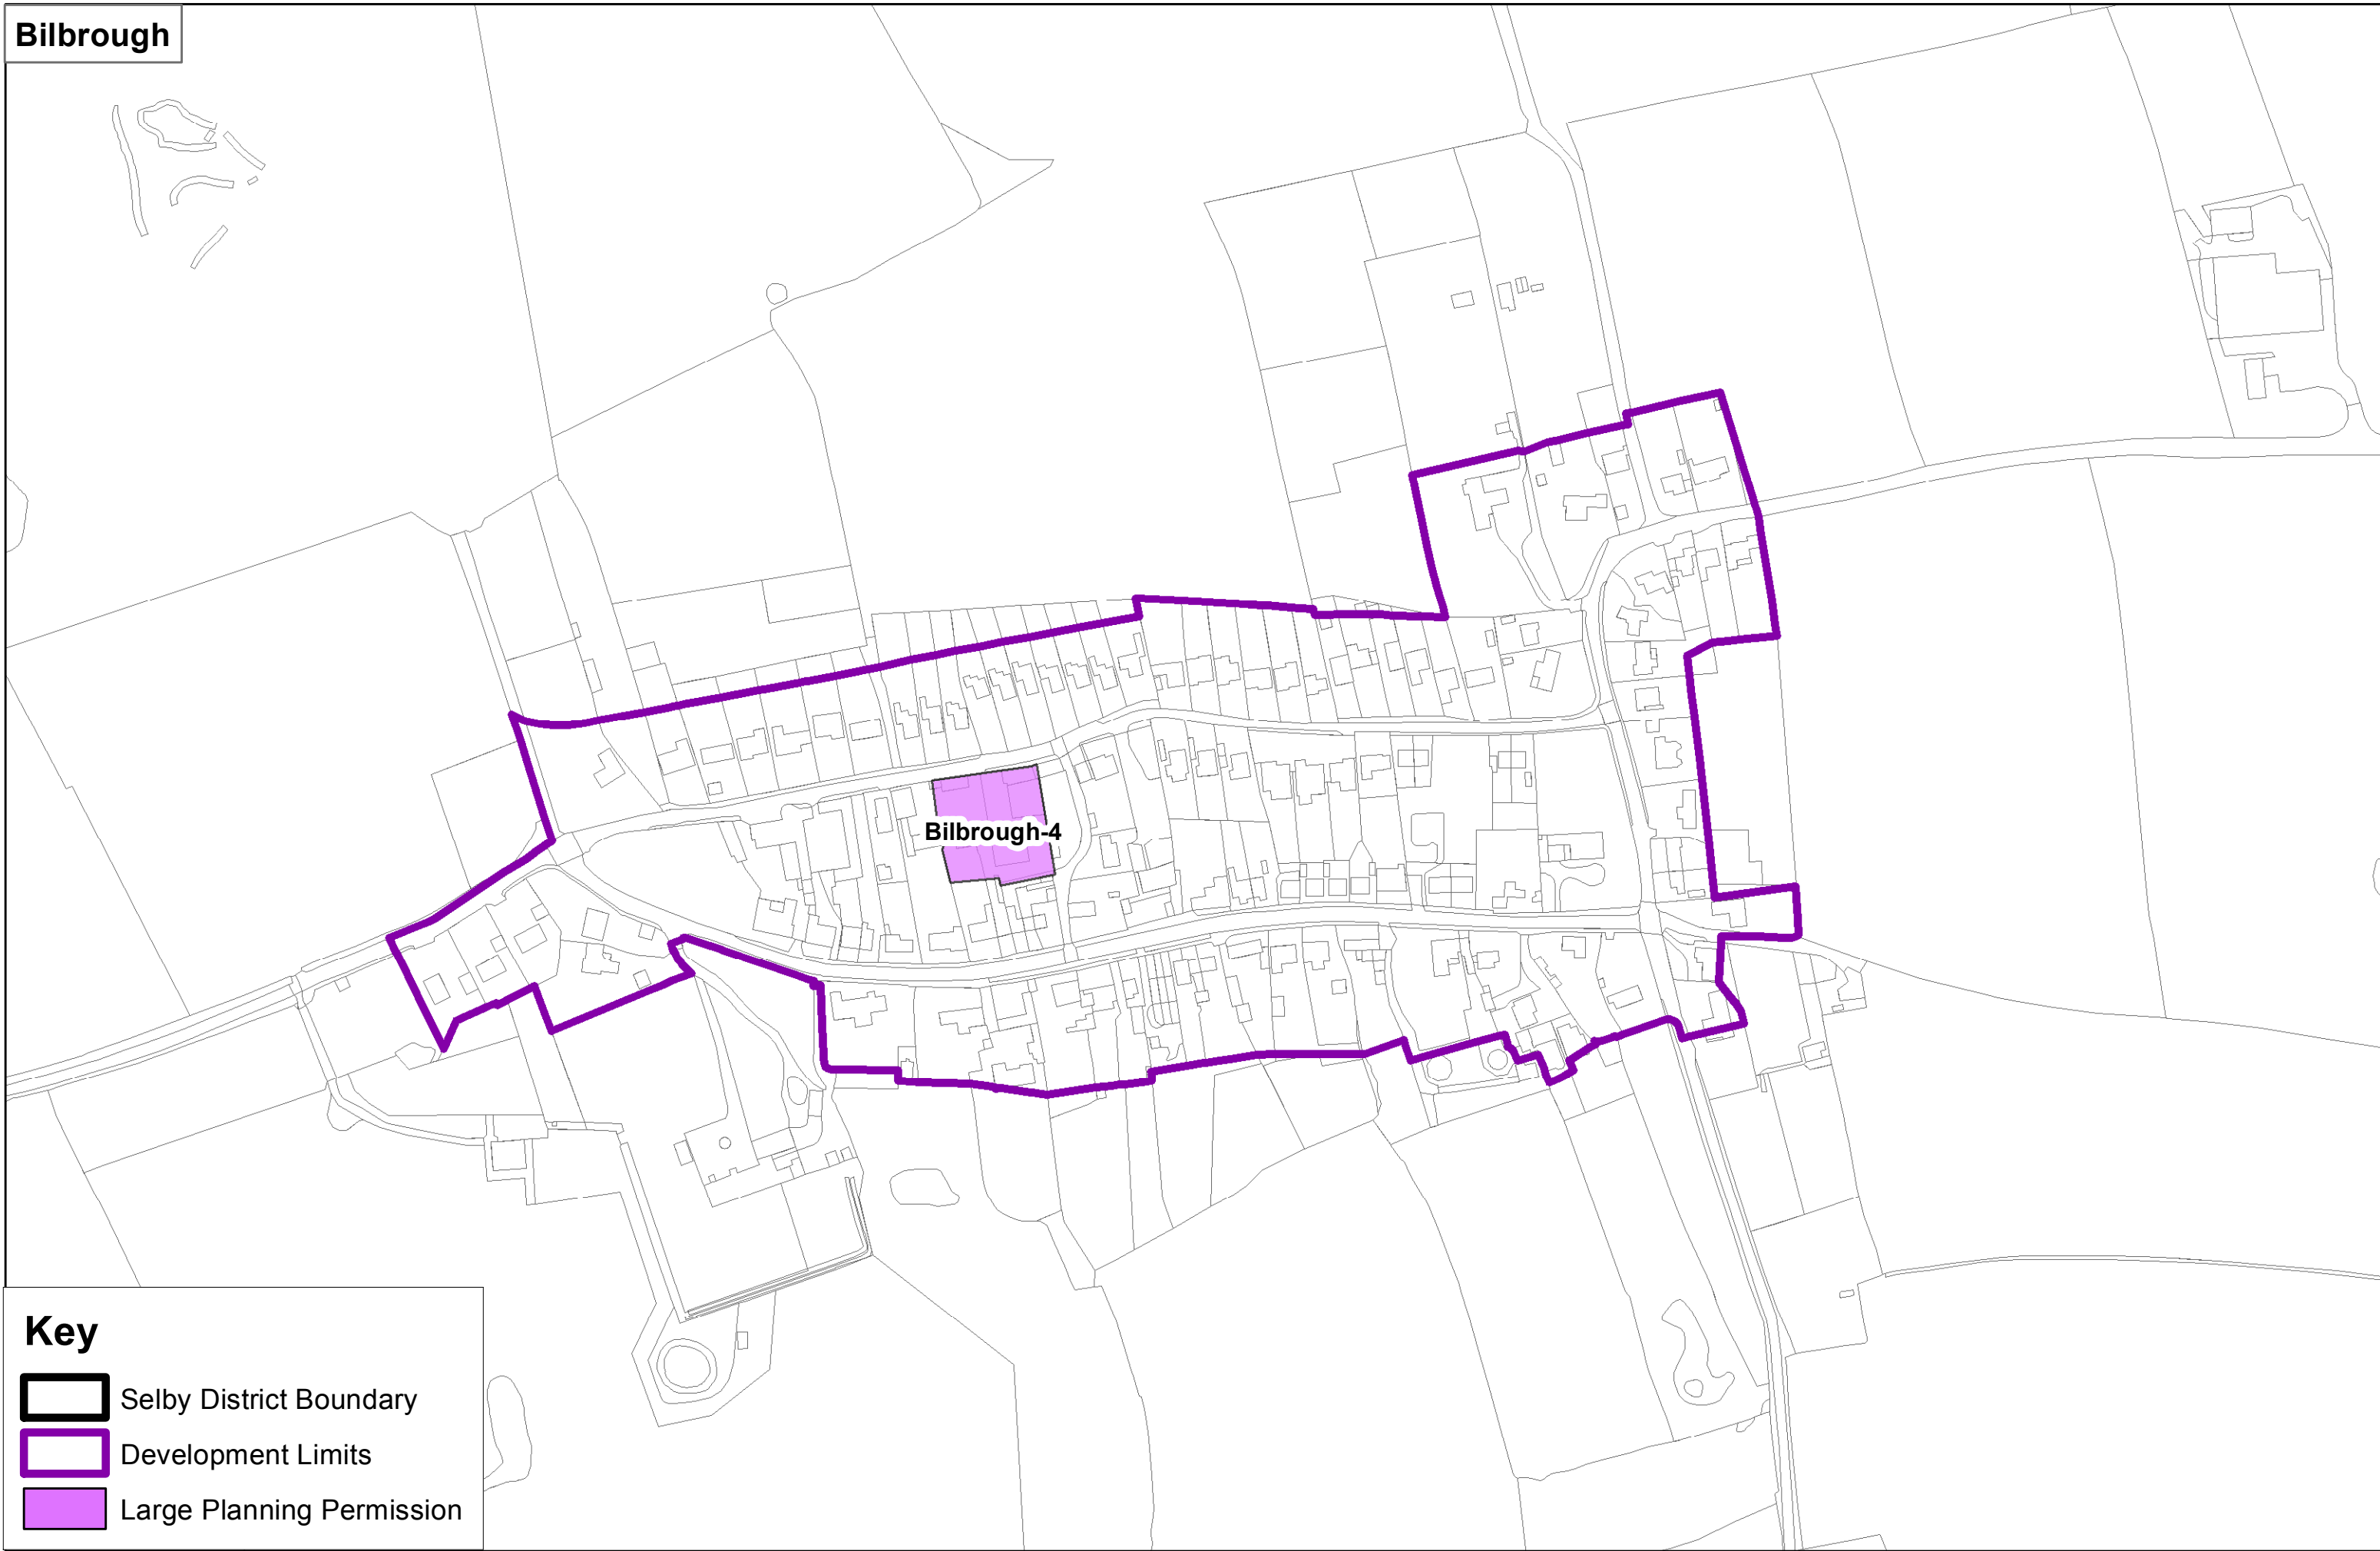 Bilbrough
Bilbrough-4
Key
Selby District Boundary
Development Limits
Large Planning Permission